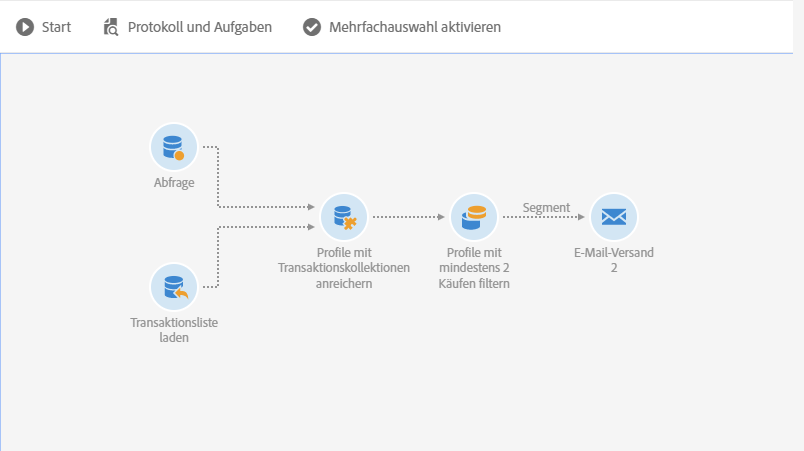 Start
Protokoll und Aufgaben
Mehrfachauswahl aktivieren
Abfrage
Transaktionsliste
laden
Profile mit
Transaktionskollektionen
anreichern
Profile mit
mindestens 2
Käufen filtern
Segment
E-Mail-Versand
2